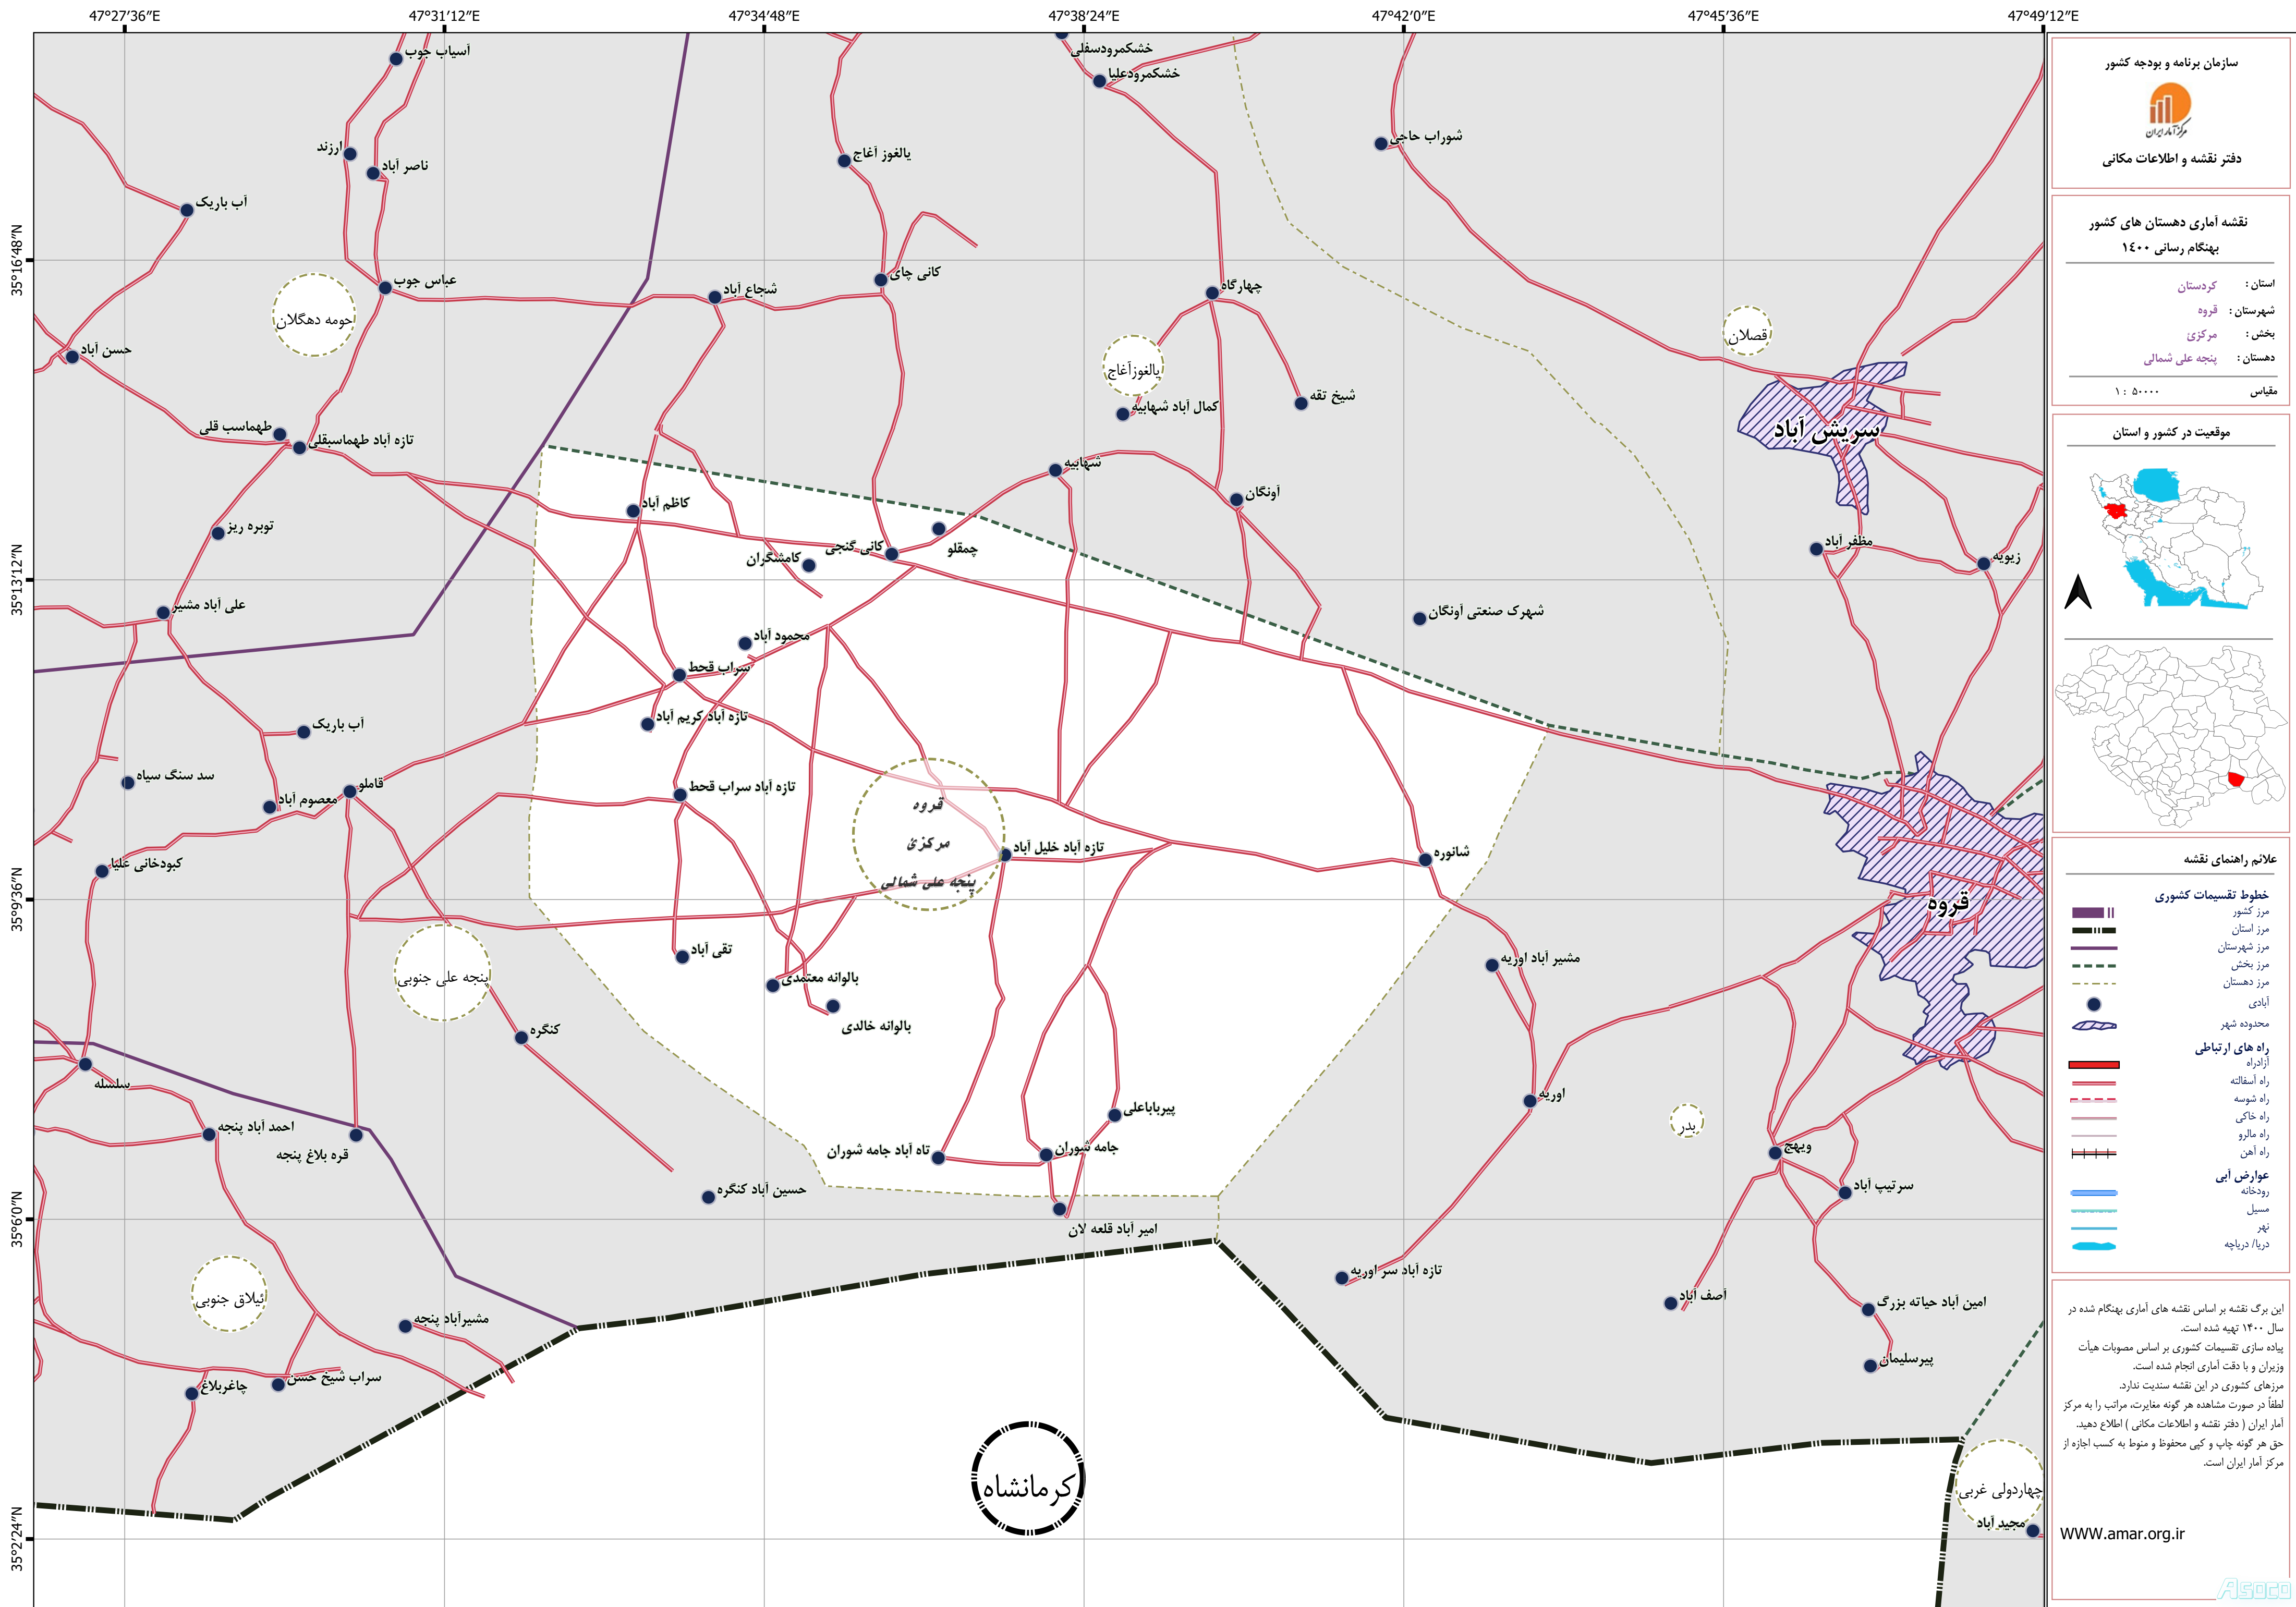 47°27'36"E
47°31'12"E
47°34'48"E
47°38'24"E
47°42'0"E
47°45'36"E
47°49'12"E
35°16'48"N
35°13'12"N
35°9'36"N
35°6'0"N
35°2'24"N
آسیاب جوب
خشکمرودسفلی
خشکمرودعلیا
شوراب حاجی
ارزند
ناصر آباد
یالغوز آغاج
آب باریک
عباس جوب
حومه دهگلان
شجاع آباد
کانی چای
چهارگاه
قصلان
حسن آباد
یالغوزآغاج
کمال آباد شهابیه
شیخ تقه
سریش آباد
طهماسب قلی
تازه آباد طهماسبقلی
شهابیه
آونگان
کاظم آباد
توبره ریز
چمقلو
کانی گنجی
کامشگران
مظفر آباد
زیویه
علی آباد مشیر
شهرک صنعتی آونگان
محمود آباد
سراب قحط
تازه آباد کریم آباد
آب باریک
سد سنگ سیاه
معصوم آباد
قاملو
تازه آباد سراب قحط
قروه
مرکزئ
پنجه علی شمالی
تازه آباد خلیل آباد
شانوره
کبودخانی علیا
قروه
پنجه علی جنوبی
تقی آباد
بالوانه معتمدی
بالوانه خالدی
مشیر آباد اوریه
کنگره
سلسله
اوریه
بدر
احمد آباد پنجه
قره بلاغ پنجه
پیرباباعلی
جامه شوران
تاه آباد جامه شوران
ویهج
سرتیپ آباد
حسین آباد کنگره
امیر آباد قلعه لان
تازه آباد سر اوریه
آصف آباد
امین آباد حیاته بزرگ
ئیلاق جنوبی
مشیرآباد پنجه
پیرسلیمان
سراب شیخ حسن
چاغربلاغ
کرمانشاه
چهاردولی غربی
مجید آباد
سازمان برنامه و بودجه کشور
مرکز آمار ایران
دفتر نقشه و اطلاعات مکانی
نقشه آماری دهستان های کشور
بهنگام رسانی ۱٤۰۰
استان : کردستان
شهرستان : قروه
بخش : مرکزئ
دهستان : پنجه علی شمالی
مقیاس ۵۰۰۰۰ : ۱
موقعیت در کشور و استان
علائم راهنمای نقشه
خطوط تقسیمات کشوری
مرز کشور
مرز استان
مرز شهرستان
مرز بخش
مرز دهستان
آبادی
محدوده شهر
راه های ارتباطی
آزادراه
راه آسفالته
راه شوسه
راه خاکی
راه مالرو
راه آهن
عوارض آبی
رودخانه
مسیل
نهر
دریا/ دریاچه
این برگ نقشه بر اساس نقشه های آماری بهنگام شده در
سال ۱۴۰۰ تهیه شده است.
پیاده سازی تقسیمات کشوری بر اساس مصوبات هیأت
وزیران و با دقت آماری انجام شده است.
مرزهای کشوری در این نقشه سندیت ندارد.
لطفاً در صورت مشاهده هر گونه مغایرت، مراتب را به مرکز
آمار ایران ( دفتر نقشه و اطلاعات مکانی ) اطلاع دهید.
حق هر گونه چاپ و کپی محفوظ و منوط به کسب اجازه از
مرکز آمار ایران است.
WWW.amar.org.ir
Asoco